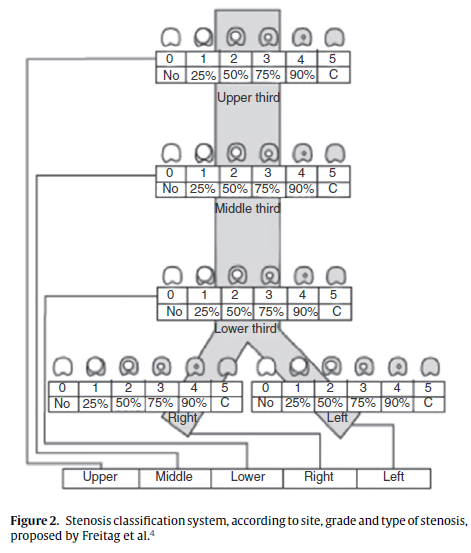 0 1 2 3 4 5
No 25% 50% 75% 90% C
Upper third
0 1 2 3 4 5
No 25% 50% 75% 90% C
Middle third
0 1 2 3 4 5
No 25% 50% 75% 90% C
Lower third
0 1 2 3 4 5 0 1 2 3 4 5
No 25% 50% 75% 90% C No 25% 50% 75% 90% C
Right Left
Upper Middle Lower Right Left
Figure 2. Stenosis classification system, according to site, grade and type of stenosis,
proposed by Freitag et al.⁴